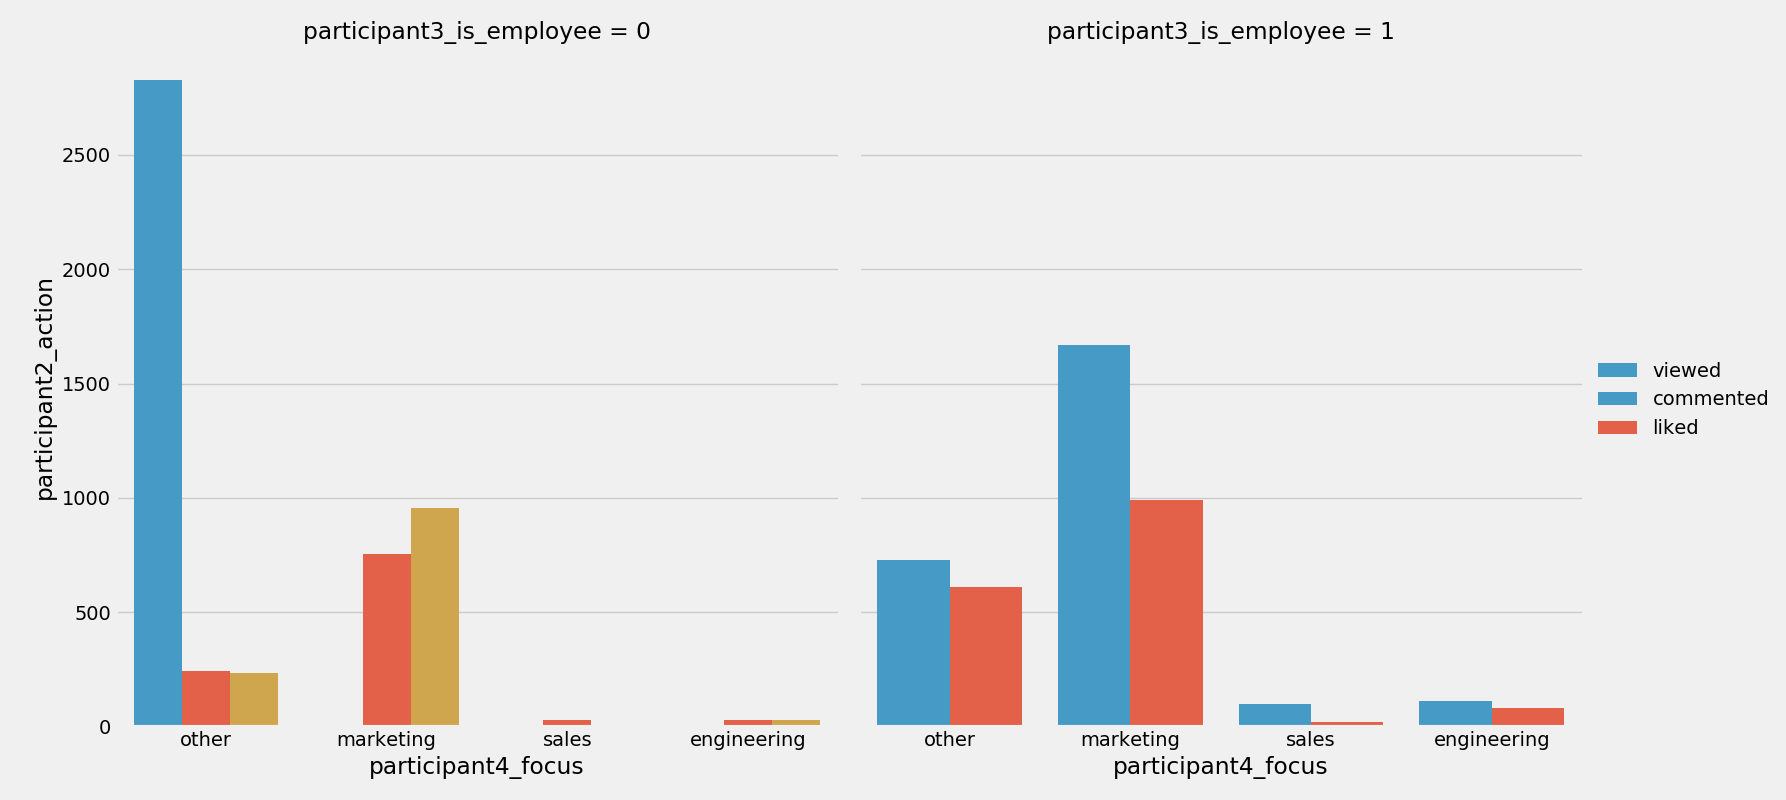 participant3_is_employee = 0
participant3_is_employee = 1
participant2_action
2500
2000
1500
1000
500
0
other marketing sales engineering
other marketing sales engineering
participant4_focus
participant4_focus
viewed
commented
liked